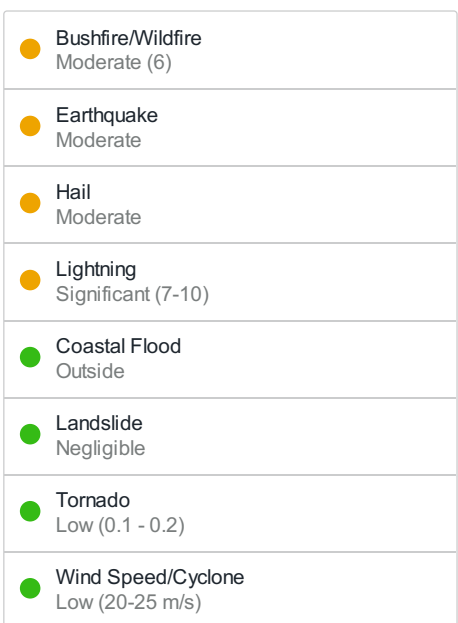 Bushfire/Wildfire
Moderate (6)
Earthquake
Moderate
Hail
Moderate
Lightning
Significant (7-10)
Coastal Flood
Outside
Landslide
Negligible
Tornado
Low (0.1 - 0.2)
Wind Speed/Cyclone
Low (20-25 m/s)